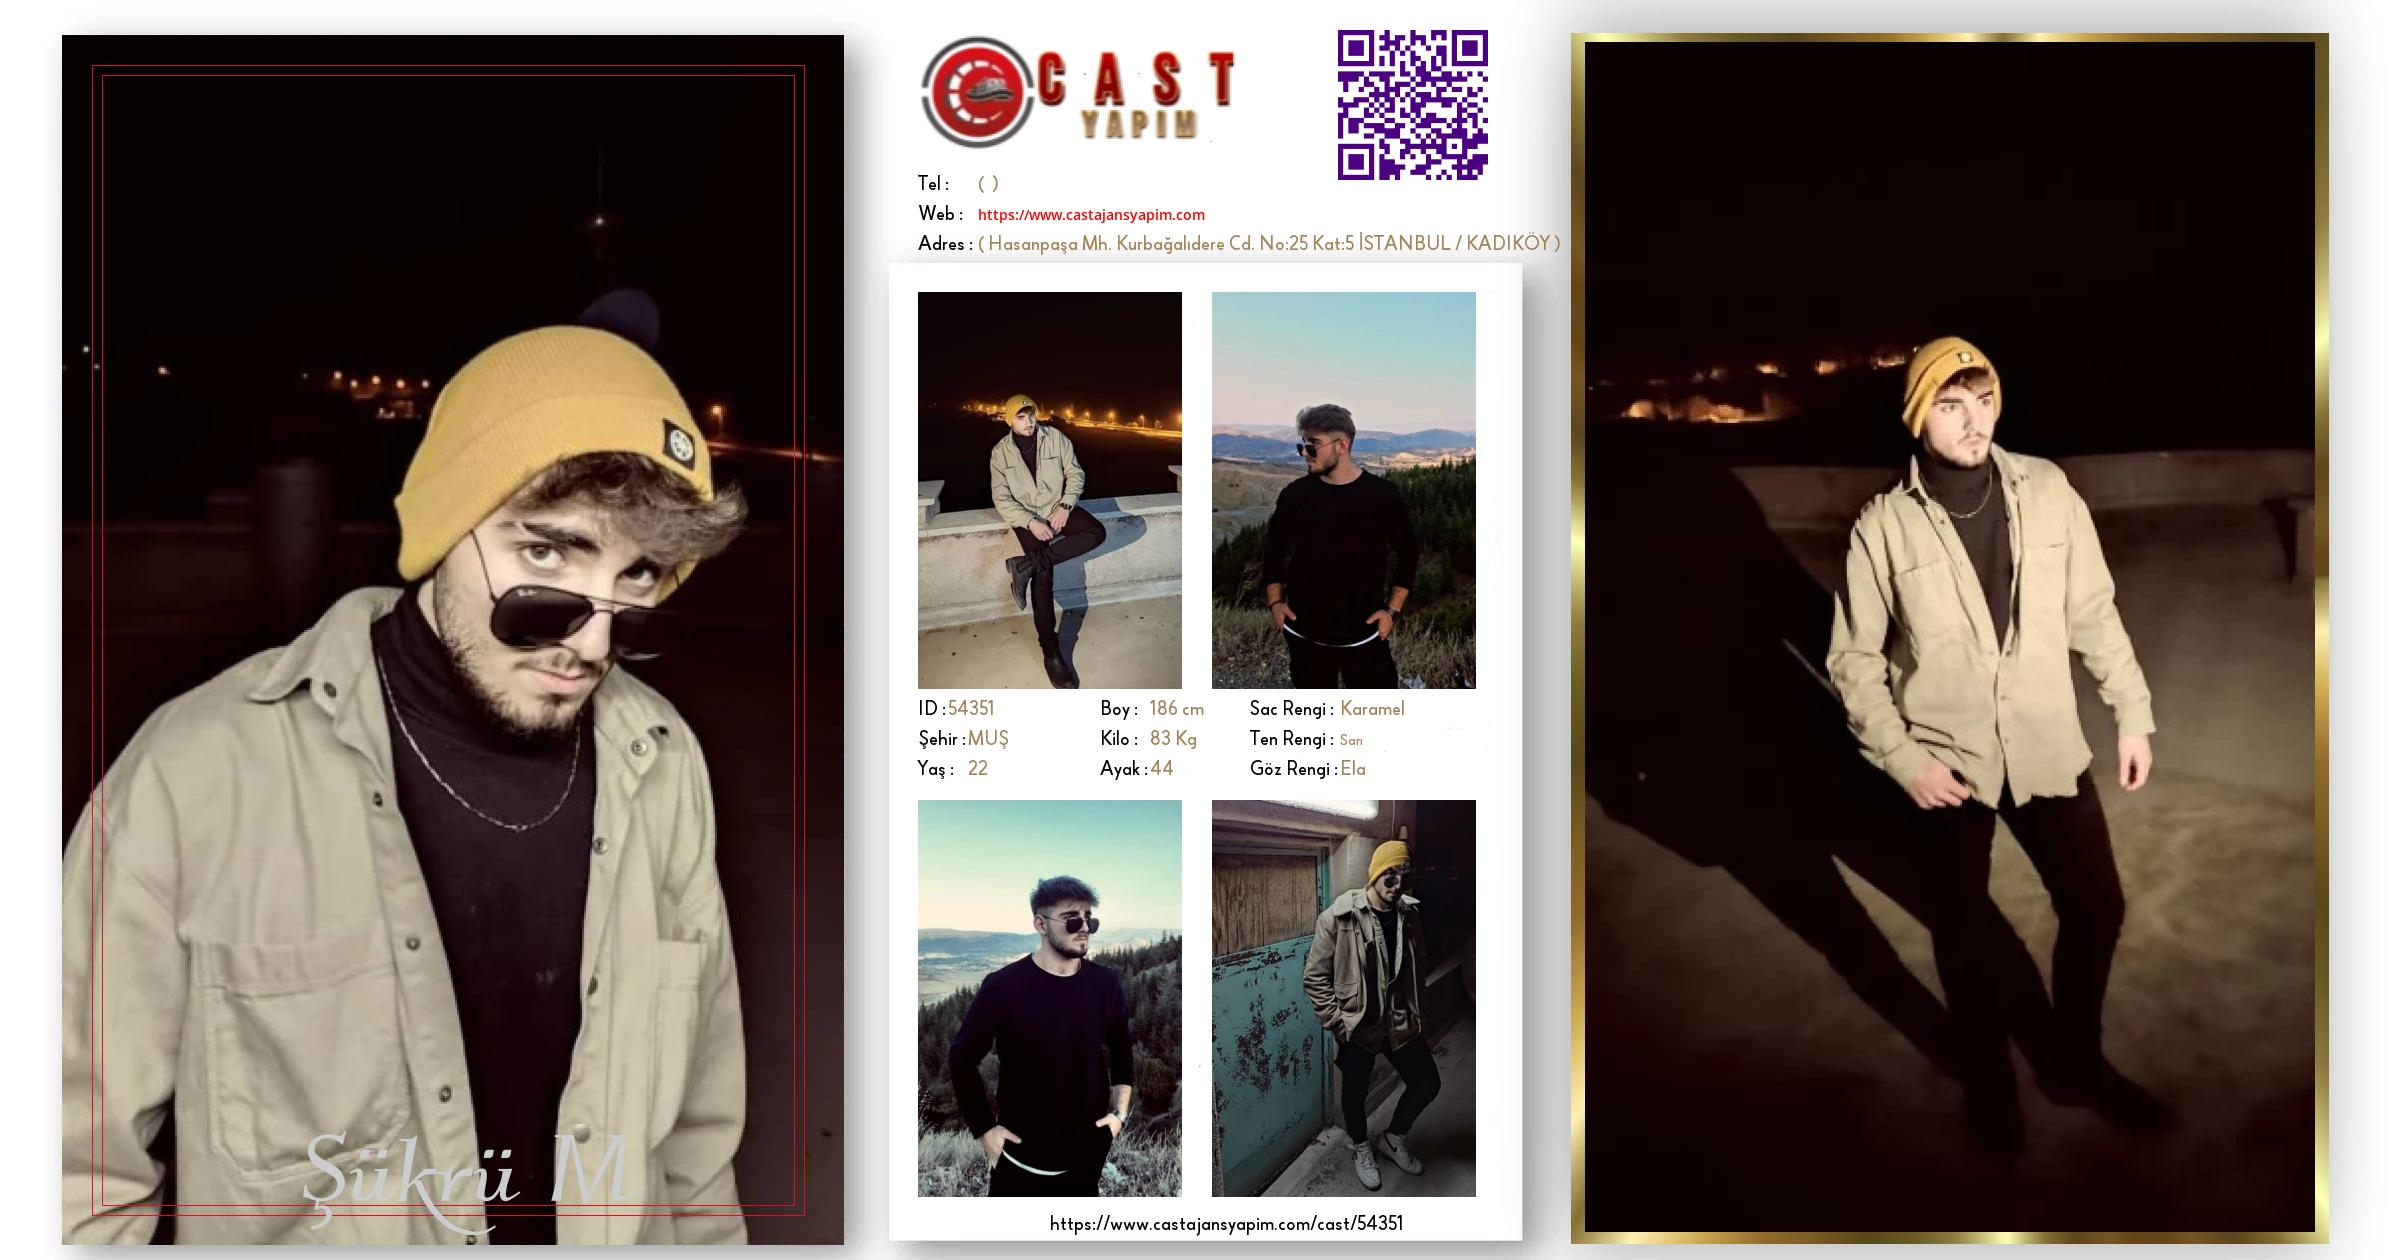 CAST
YAPIM
Tel : ( )
Web : https://www.castajansyapim.com
Adres : ( Hasanpaşa Mh. Kurbağalıdere Cd. No:25 Kat:5 İSTANBUL / KADIKÖY )
ID : 54351 Boy : 186 cm Sac Rengi : Karamel
Şehir : MUŞ Kilo : 83 Kg Ten Rengi : Sarı
Yaş : 22 Ayak : 44 Göz Rengi : Ela
Şükrü M
https://www.castajansyapim.com/cast/54351